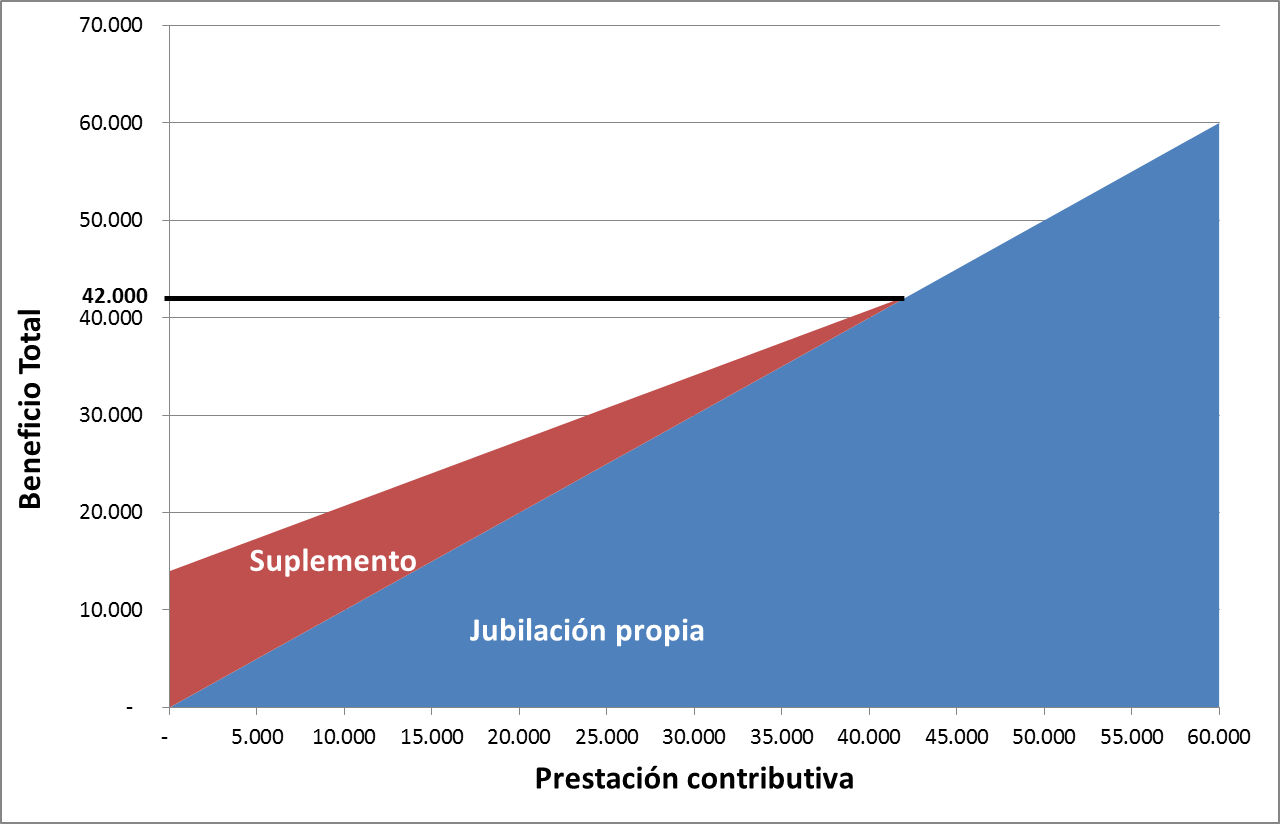 70.000
60.000
50.000
42.000
40.000
30.000
20.000
10.000
-
Beneficio Total
Suplemento
Jubilación propia
- 5.000 10.000 15.000 20.000 25.000 30.000 35.000 40.000 45.000 50.000 55.000 60.000
Prestación contributiva